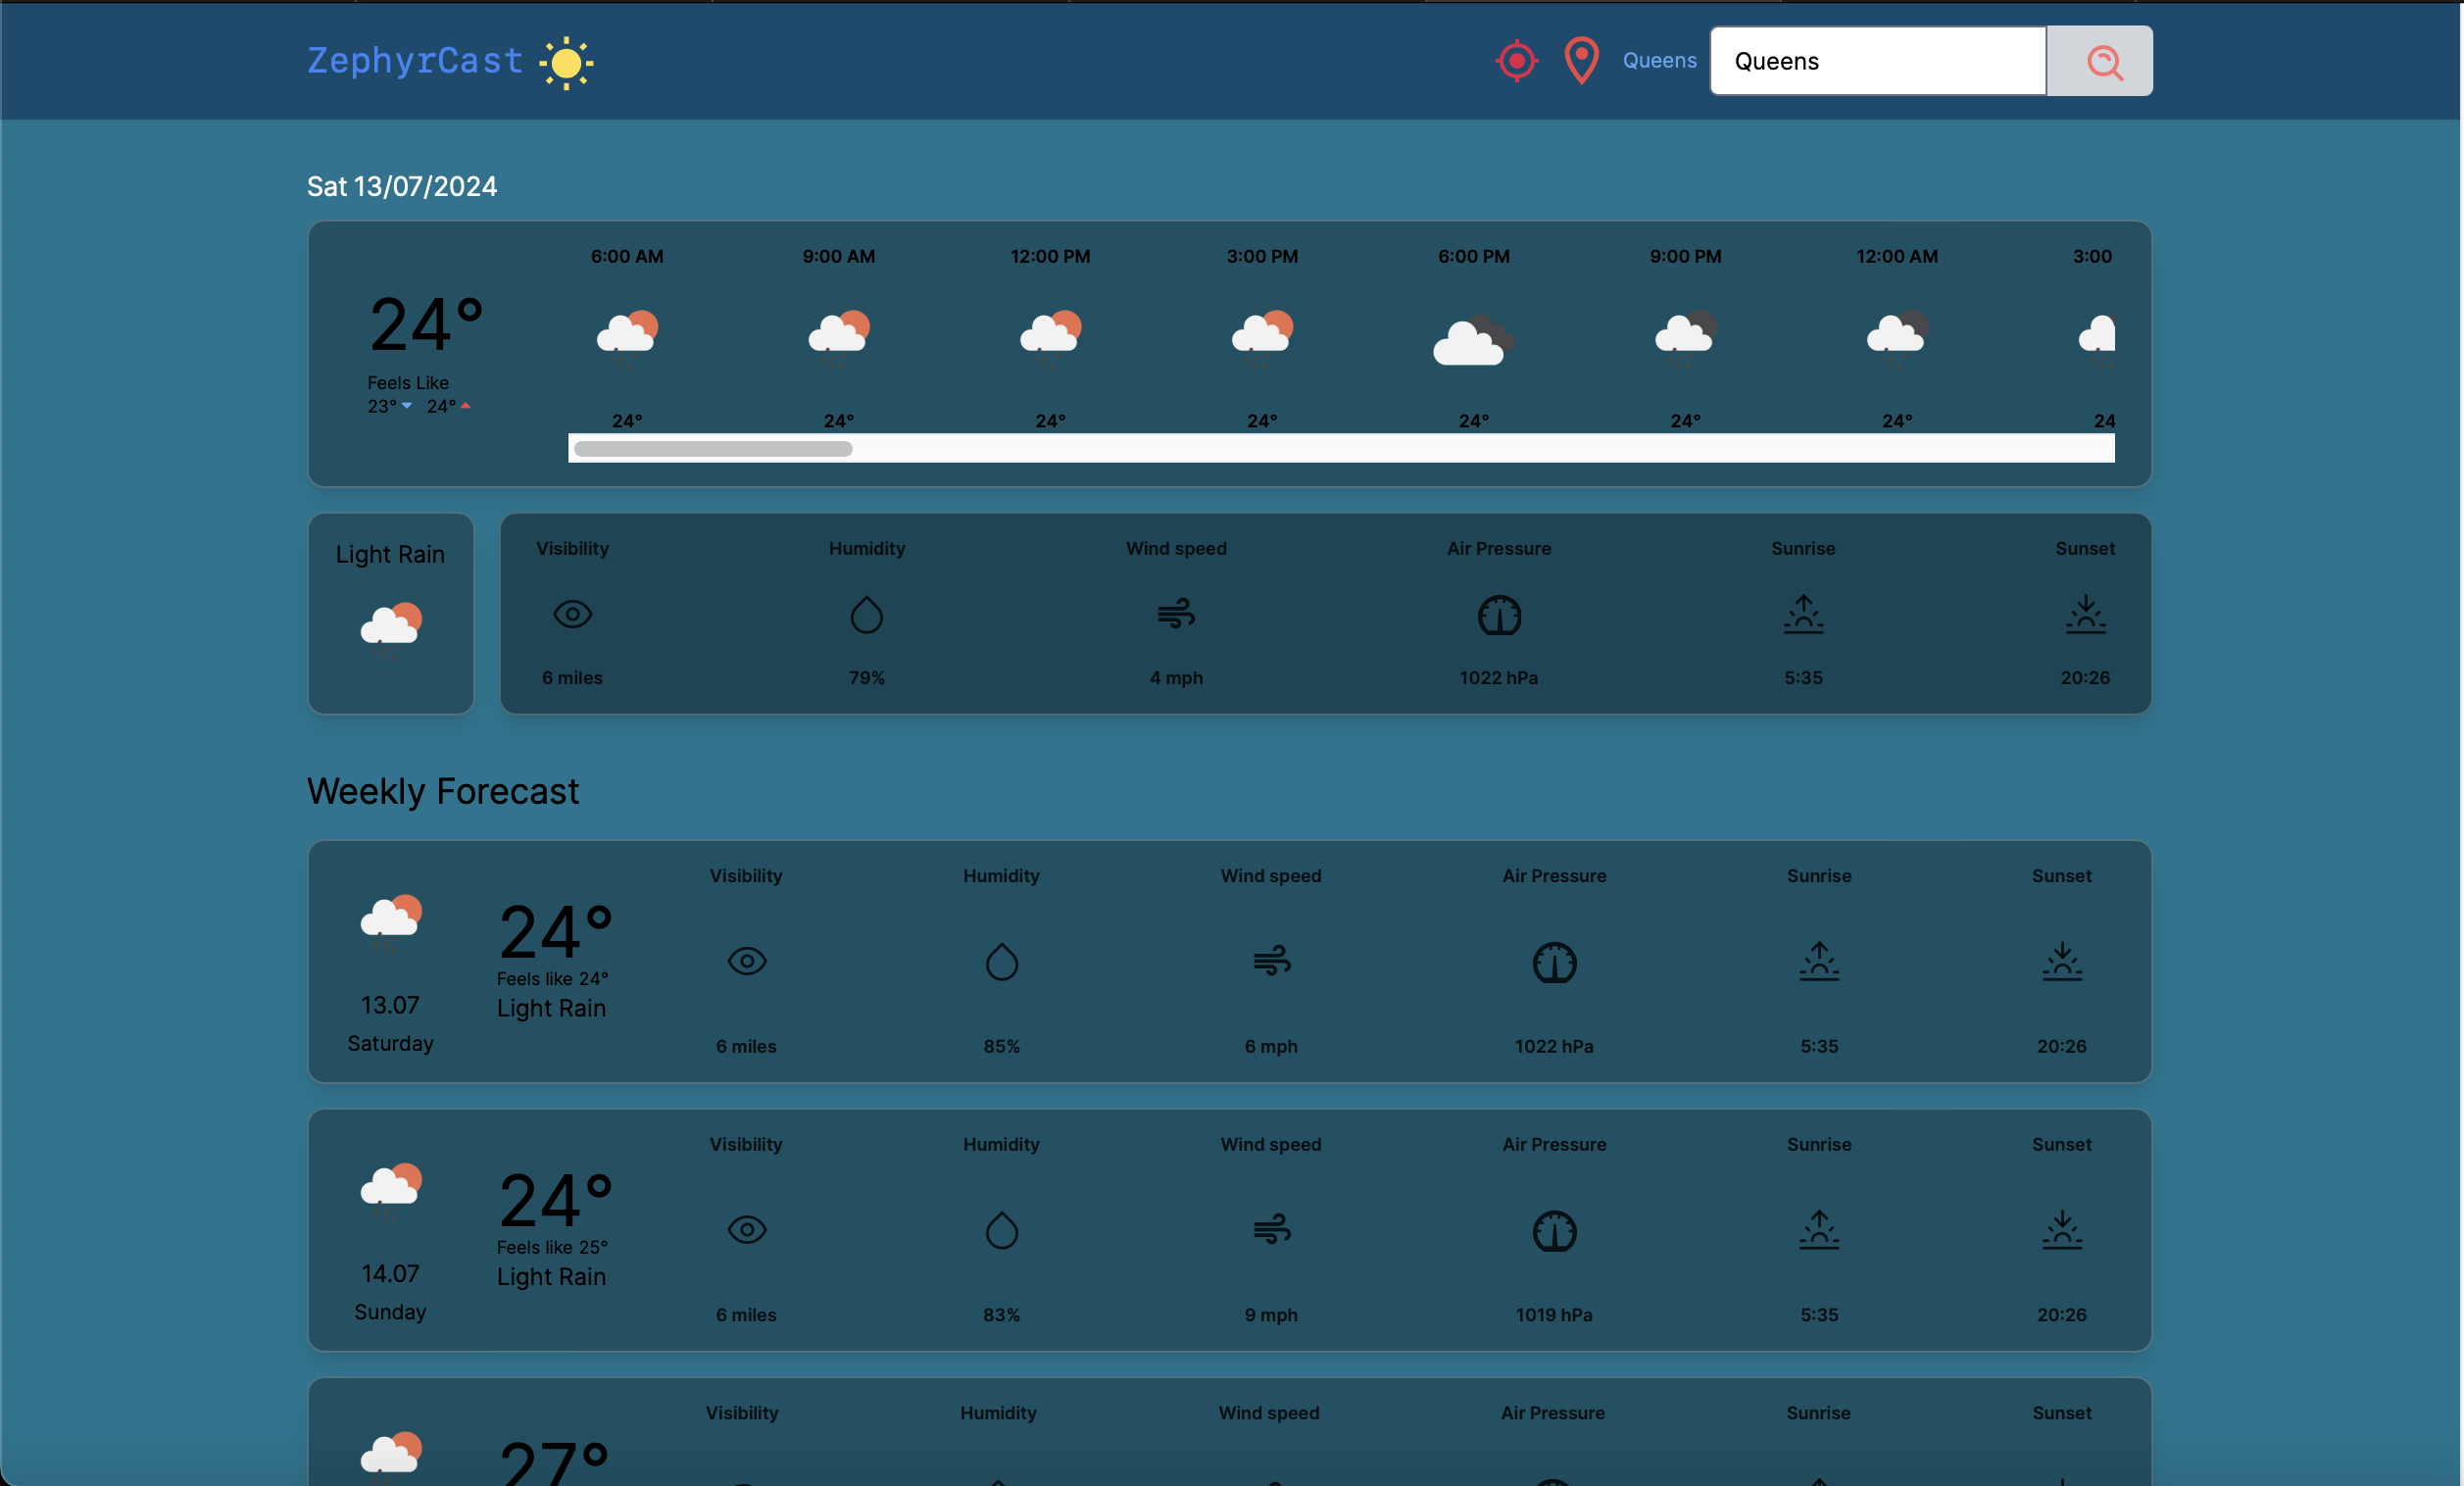 ZephyrCast
Queens
Queens
Sat 13/07/2024
24°
Feels Like
23° 24°
6:00 AM 9:00 AM 12:00 PM 3:00 PM 6:00 PM 9:00 PM 12:00 AM 3:00
24° 24° 24° 24° 24° 24° 24° 24
Light Rain
Visibility Humidity Wind speed Air Pressure Sunrise Sunset
6 miles 79% 4 mph 1022 hPa 5:35 20:26
Weekly Forecast
13.07
Saturday
24°
Feels like 24°
Light Rain
Visibility Humidity Wind speed Air Pressure Sunrise Sunset
6 miles 85% 6 mph 1022 hPa 5:35 20:26
14.07
Sunday
24°
Feels like 25°
Light Rain
Visibility Humidity Wind speed Air Pressure Sunrise Sunset
6 miles 83% 9 mph 1019 hPa 5:35 20:26
27°
Visibility Humidity Wind speed Air Pressure Sunrise Sunset